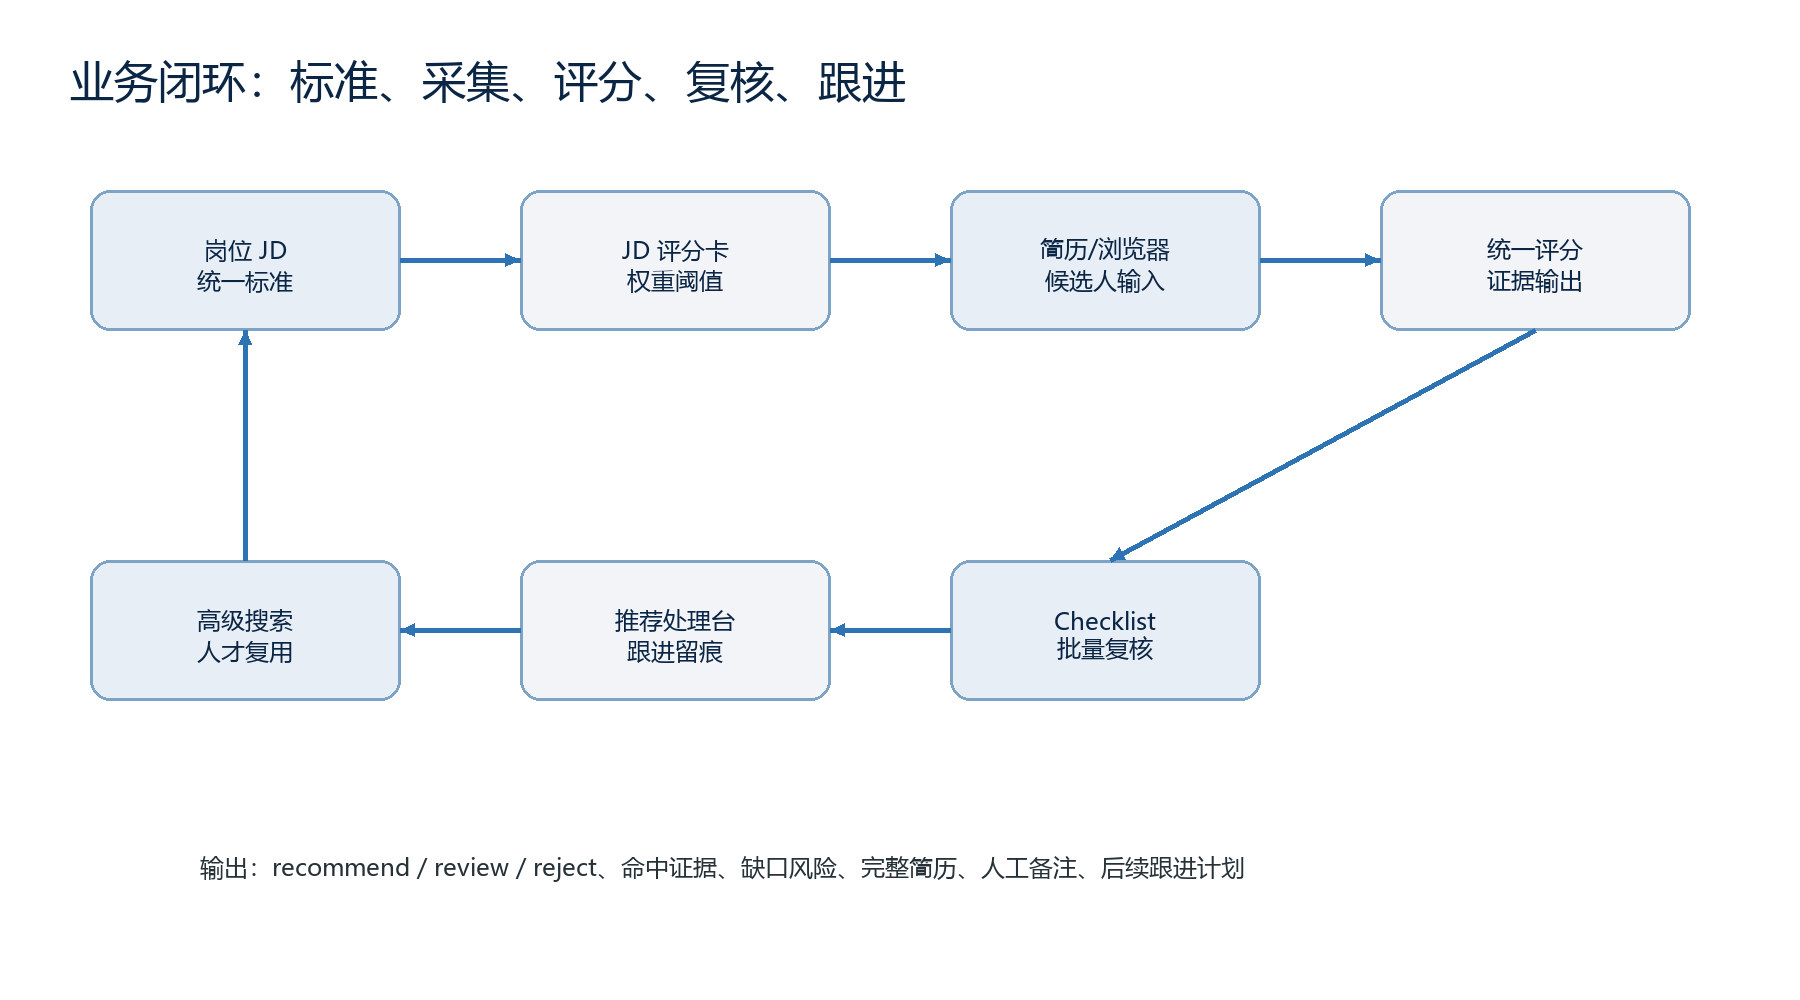 业务闭环：标准、采集、评分、复核、跟进
岗位 JD
统一标准
JD 评分卡
权重阈值
简历/浏览器
候选人输入
统一评分
证据输出
高级搜索
人才复用
推荐处理台
跟进留痕
Checklist
批量复核
输出：recommend / review / reject、命中证据、缺口风险、完整简历、人工备注、后续跟进计划